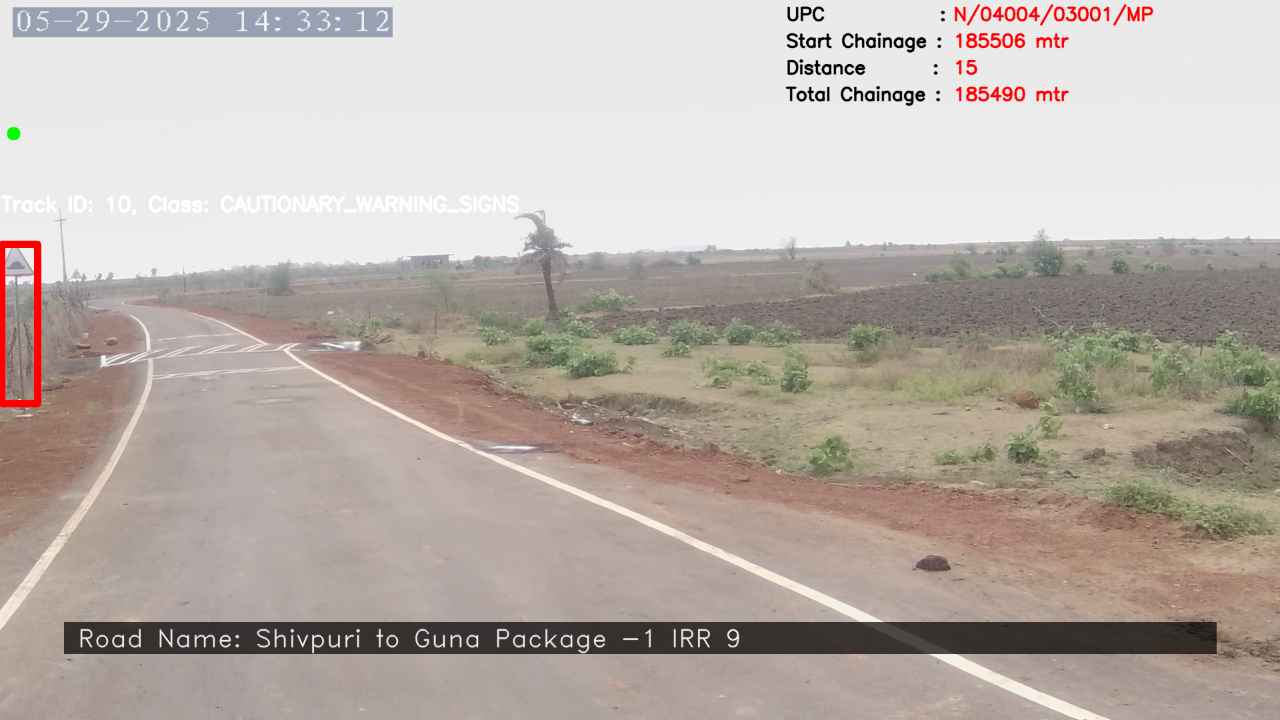 05-29-2025 14:33:12
UPC : N/04004/03001/MP
Start Chainage : 185506 mtr
Distance : 15
Total Chainage : 185490 mtr
Track ID: 10, Class: CAUTIONARY_WARNING_SIGNS
Road Name: Shivpuri to Guna Package -1 IRR 9